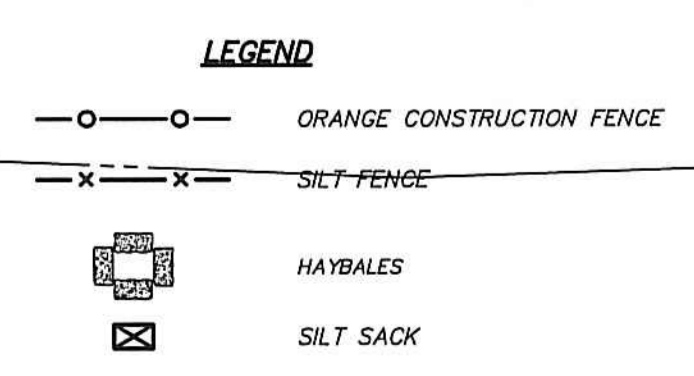 LEGEND
ORANGE CONSTRUCTION FENCE
SILT FENCE
HAYBALES
SILT SACK